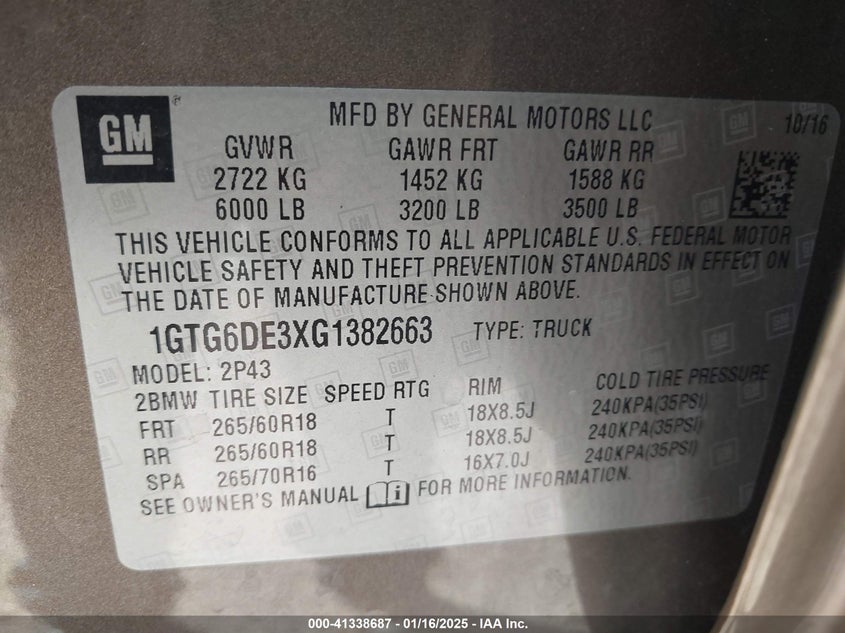 GM
MFD BY GENERAL MOTORS LLC 10/16
GVWR GAWR FRT GAWR RR
2722 KG 1452 KG 1588 KG
6000 LB 3200 LB 3500 LB
THIS VEHICLE CONFORMS TO ALL APPLICABLE U.S. FEDERAL MOTOR
VEHICLE SAFETY AND THEFT PREVENTION STANDARDS IN EFFECT ON
THE DATE OF MANUFACTURE SHOWN ABOVE.
1GTG6DE3XG1382663 TYPE: TRUCK
MODEL: 2P43
2BMW TIRE SIZE SPEED RTG RIM COLD TIRE PRESSURE
FRT 265/60R18 T 18X8.5J 240KPA(35PSI)
RR 265/60R18 T 18X8.5J 240KPA(35PSI)
SPA 265/70R16 T 16X7.0J 240KPA(35PSI)
SEE OWNER'S MANUAL i FOR MORE INFORMATION.
000-41338687 - 01/16/2025 - IAA Inc.